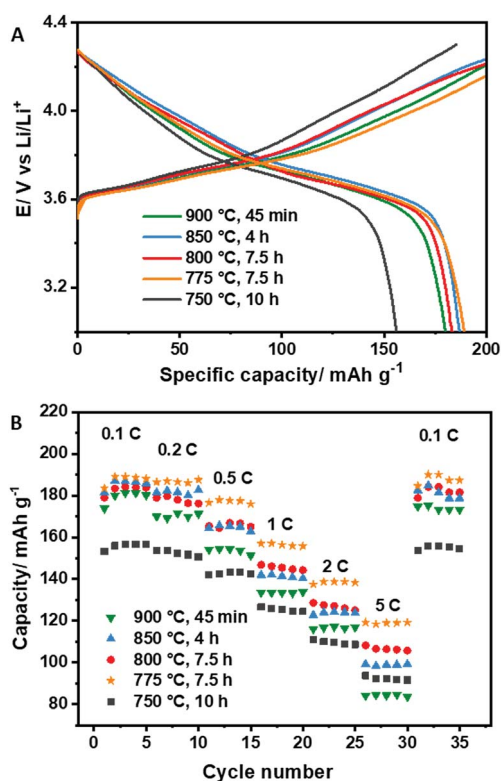 A
4.4
4.0
3.6
3.2
E/ V vs Li/Li⁺
900 °C, 45 min
850 °C, 4 h
800 °C, 7.5 h
775 °C, 7.5 h
750 °C, 10 h
0 50 100 150 200
Specific capacity/ mAh g⁻¹
B
220
200
180
160
140
120
100
80
Capacity/ mAh g⁻¹
0.1 C
0.2 C
0.5 C
1 C
2 C
5 C
0.1 C
900 °C, 45 min
850 °C, 4 h
800 °C, 7.5 h
775 °C, 7.5 h
750 °C, 10 h
0 5 10 15 20 25 30 35
Cycle number